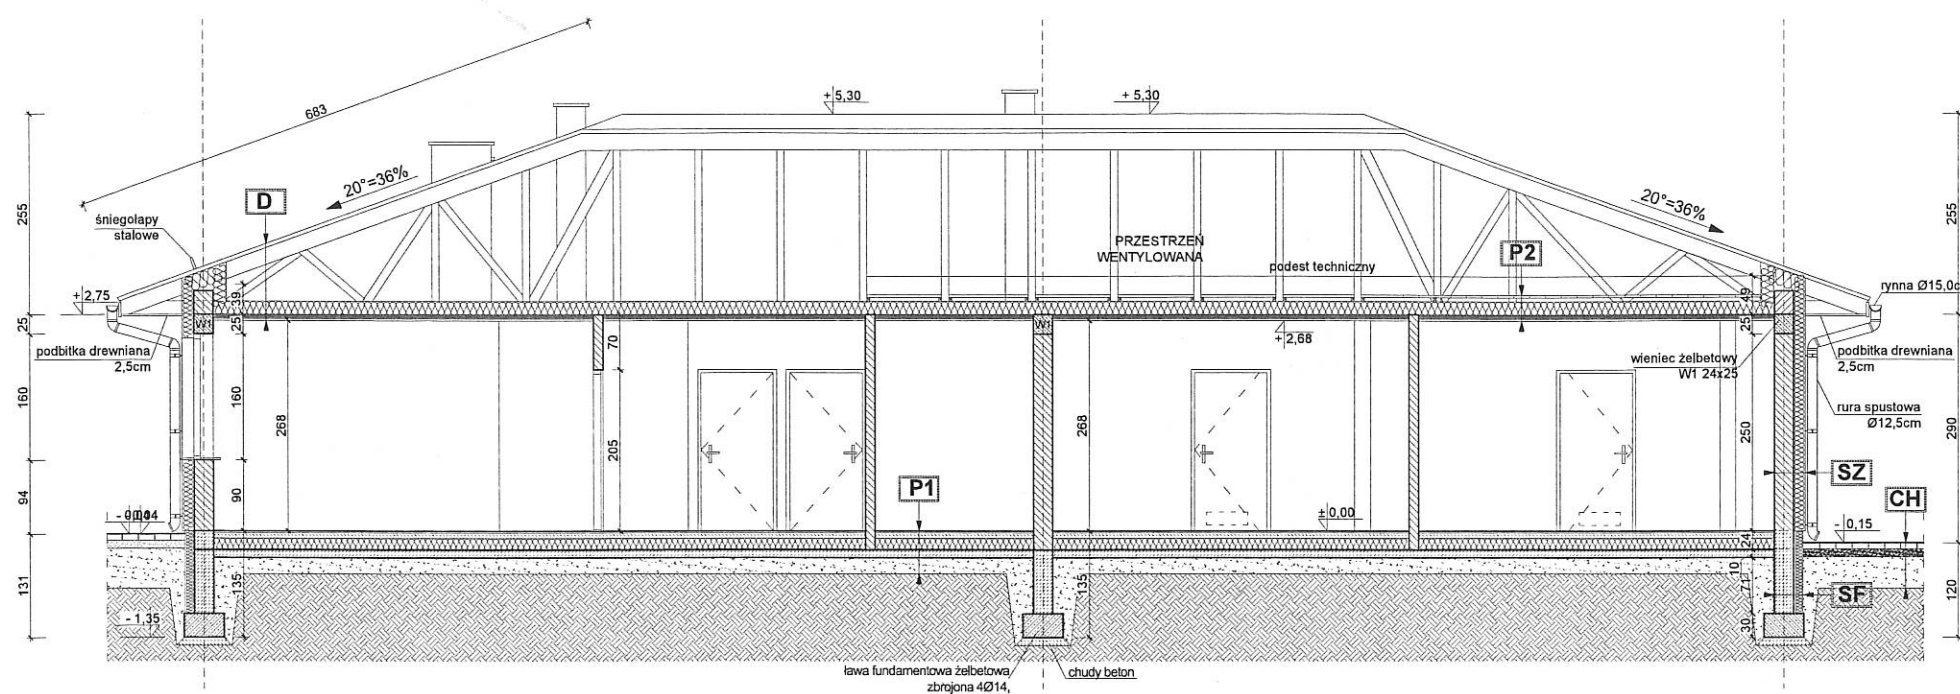 683
+ 5,30
+ 5,30
20°=36%
20°=36%
255
255
D
śniegołapy
stalowe
PRZESTRZEŃ
WENTYLOWANA
podest techniczny
P2
+ 2,75
rynna Ø15,0c
39
49
25
25
25
W1
W1
+ 2,68
podbitka drewniana
2,5cm
wieniec żelbetowy
W1 24x25
podbitka drewniana
2,5cm
70
160
160
268
205
268
250
290
rura spustowa
Ø12,5cm
94
90
P1
SZ
CH
± 0,00
- 0,15
24
131
135
135
10
71
SF
120
- 1,35
30
ława fundamentowa żelbetowa
zbrojona 4Ø14,
chudy beton